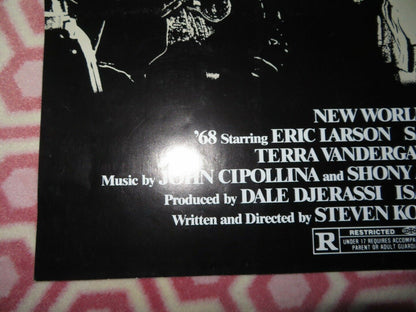 NEW WORLD
'68 Starring ERIC LARSON
TERRA VANDERGA
Music by JOHN CIPOLLINA and SHONY
Produced by DALE DJERASSI ISA
Written and Directed by STEVEN KO
R RESTRICTED
UNDER 17 REQUIRES ACCOMPA
PARENT OR ADULT GUARD